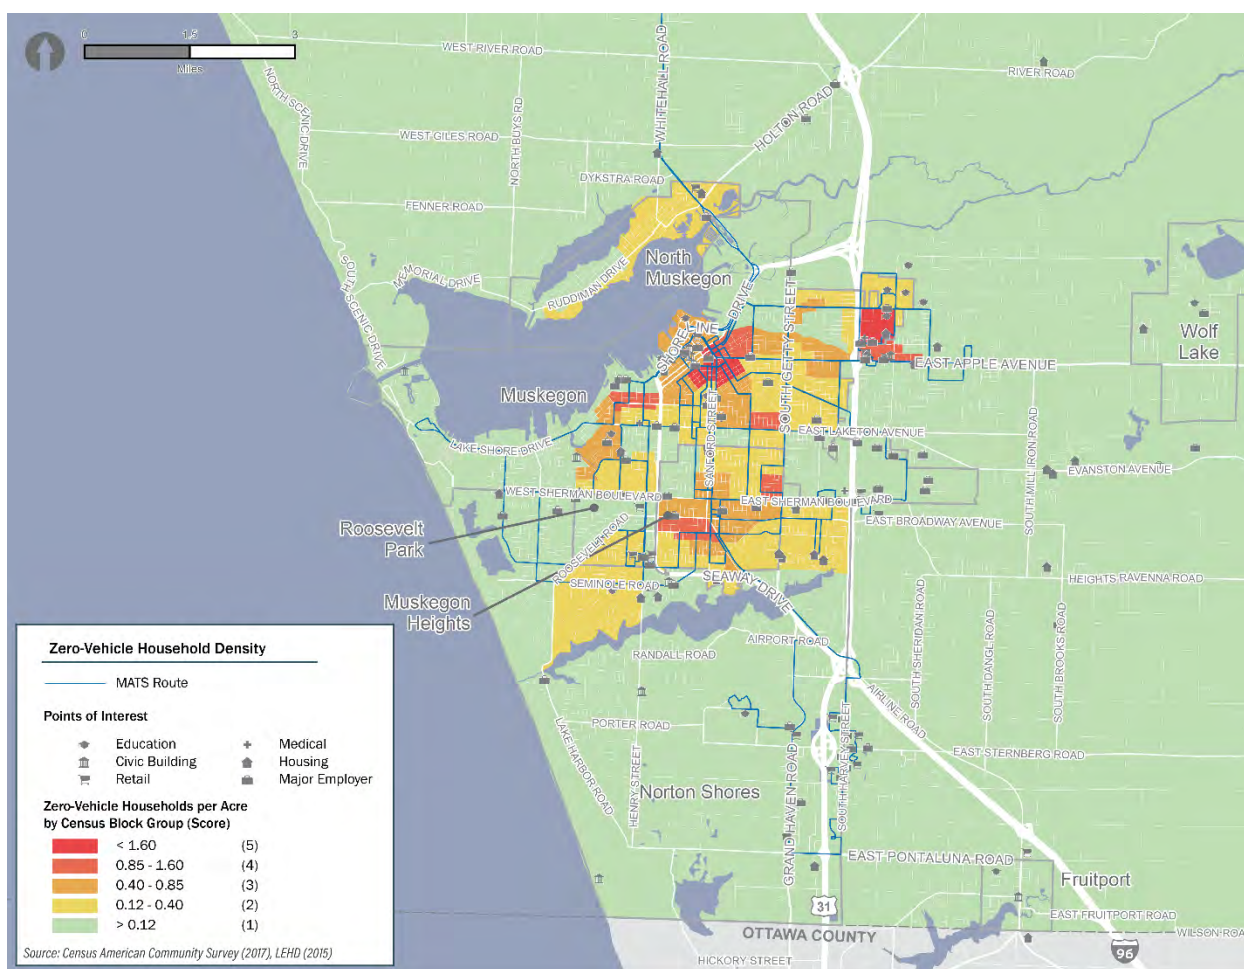 0 1.5 3
Miles
WEST RIVER ROAD
RIVER ROAD
NORTH SCENIC DRIVE
NORTH BUYS RD
WHITEHALL ROAD
HOLTON ROAD
WEST GILES ROAD
DYKSTRA ROAD
FENNER ROAD
SOUTH SCENIC DRIVE
MEMORIAL DRIVE
RUDDIMAN DRIVE
North
Muskegon
SHORELINE DRIVE
SOUTH GETTY STREET
Wolf
Lake
EAST APPLE AVENUE
Muskegon
SANFORD STREET
EAST LAKETON AVENUE
LAKE SHORE DRIVE
EVANSTON AVENUE
SOUTH MILL IRON ROAD
WEST SHERMAN BOULEVARD
EAST SHERMAN BOULEVARD
EAST BROADWAY AVENUE
Roosevelt
Park
ROOSEVELT ROAD
SEMINOLE ROAD
SEAWAY DRIVE
HEIGHTS RAVENNA ROAD
Muskegon
Heights
AIRPORT ROAD
RANDALL ROAD
SOUTH SHERIDAN ROAD
SOUTH DANGL ROAD
SOUTH BROOKS ROAD
AIRLINE ROAD
LAKE HARBOR ROAD
PORTER ROAD
HENRY STREET
GRAND HAVEN ROAD
SOUTH HARVEY STREET
EAST STERNBERG ROAD
Norton Shores
EAST PONTALUNA ROAD
Fruitport
31
EAST FRUITPORT ROAD
OTTAWA COUNTY
WILSON ROA
HICKORY STREET
96
Zero-Vehicle Household Density
MATS Route
Points of Interest
Education
Medical
Civic Building
Housing
Retail
Major Employer
Zero-Vehicle Households per Acre
by Census Block Group (Score)
< 1.60 (5)
0.85 - 1.60 (4)
0.40 - 0.85 (3)
0.12 - 0.40 (2)
> 0.12 (1)
Source: Census American Community Survey (2017), LEHD (2015)